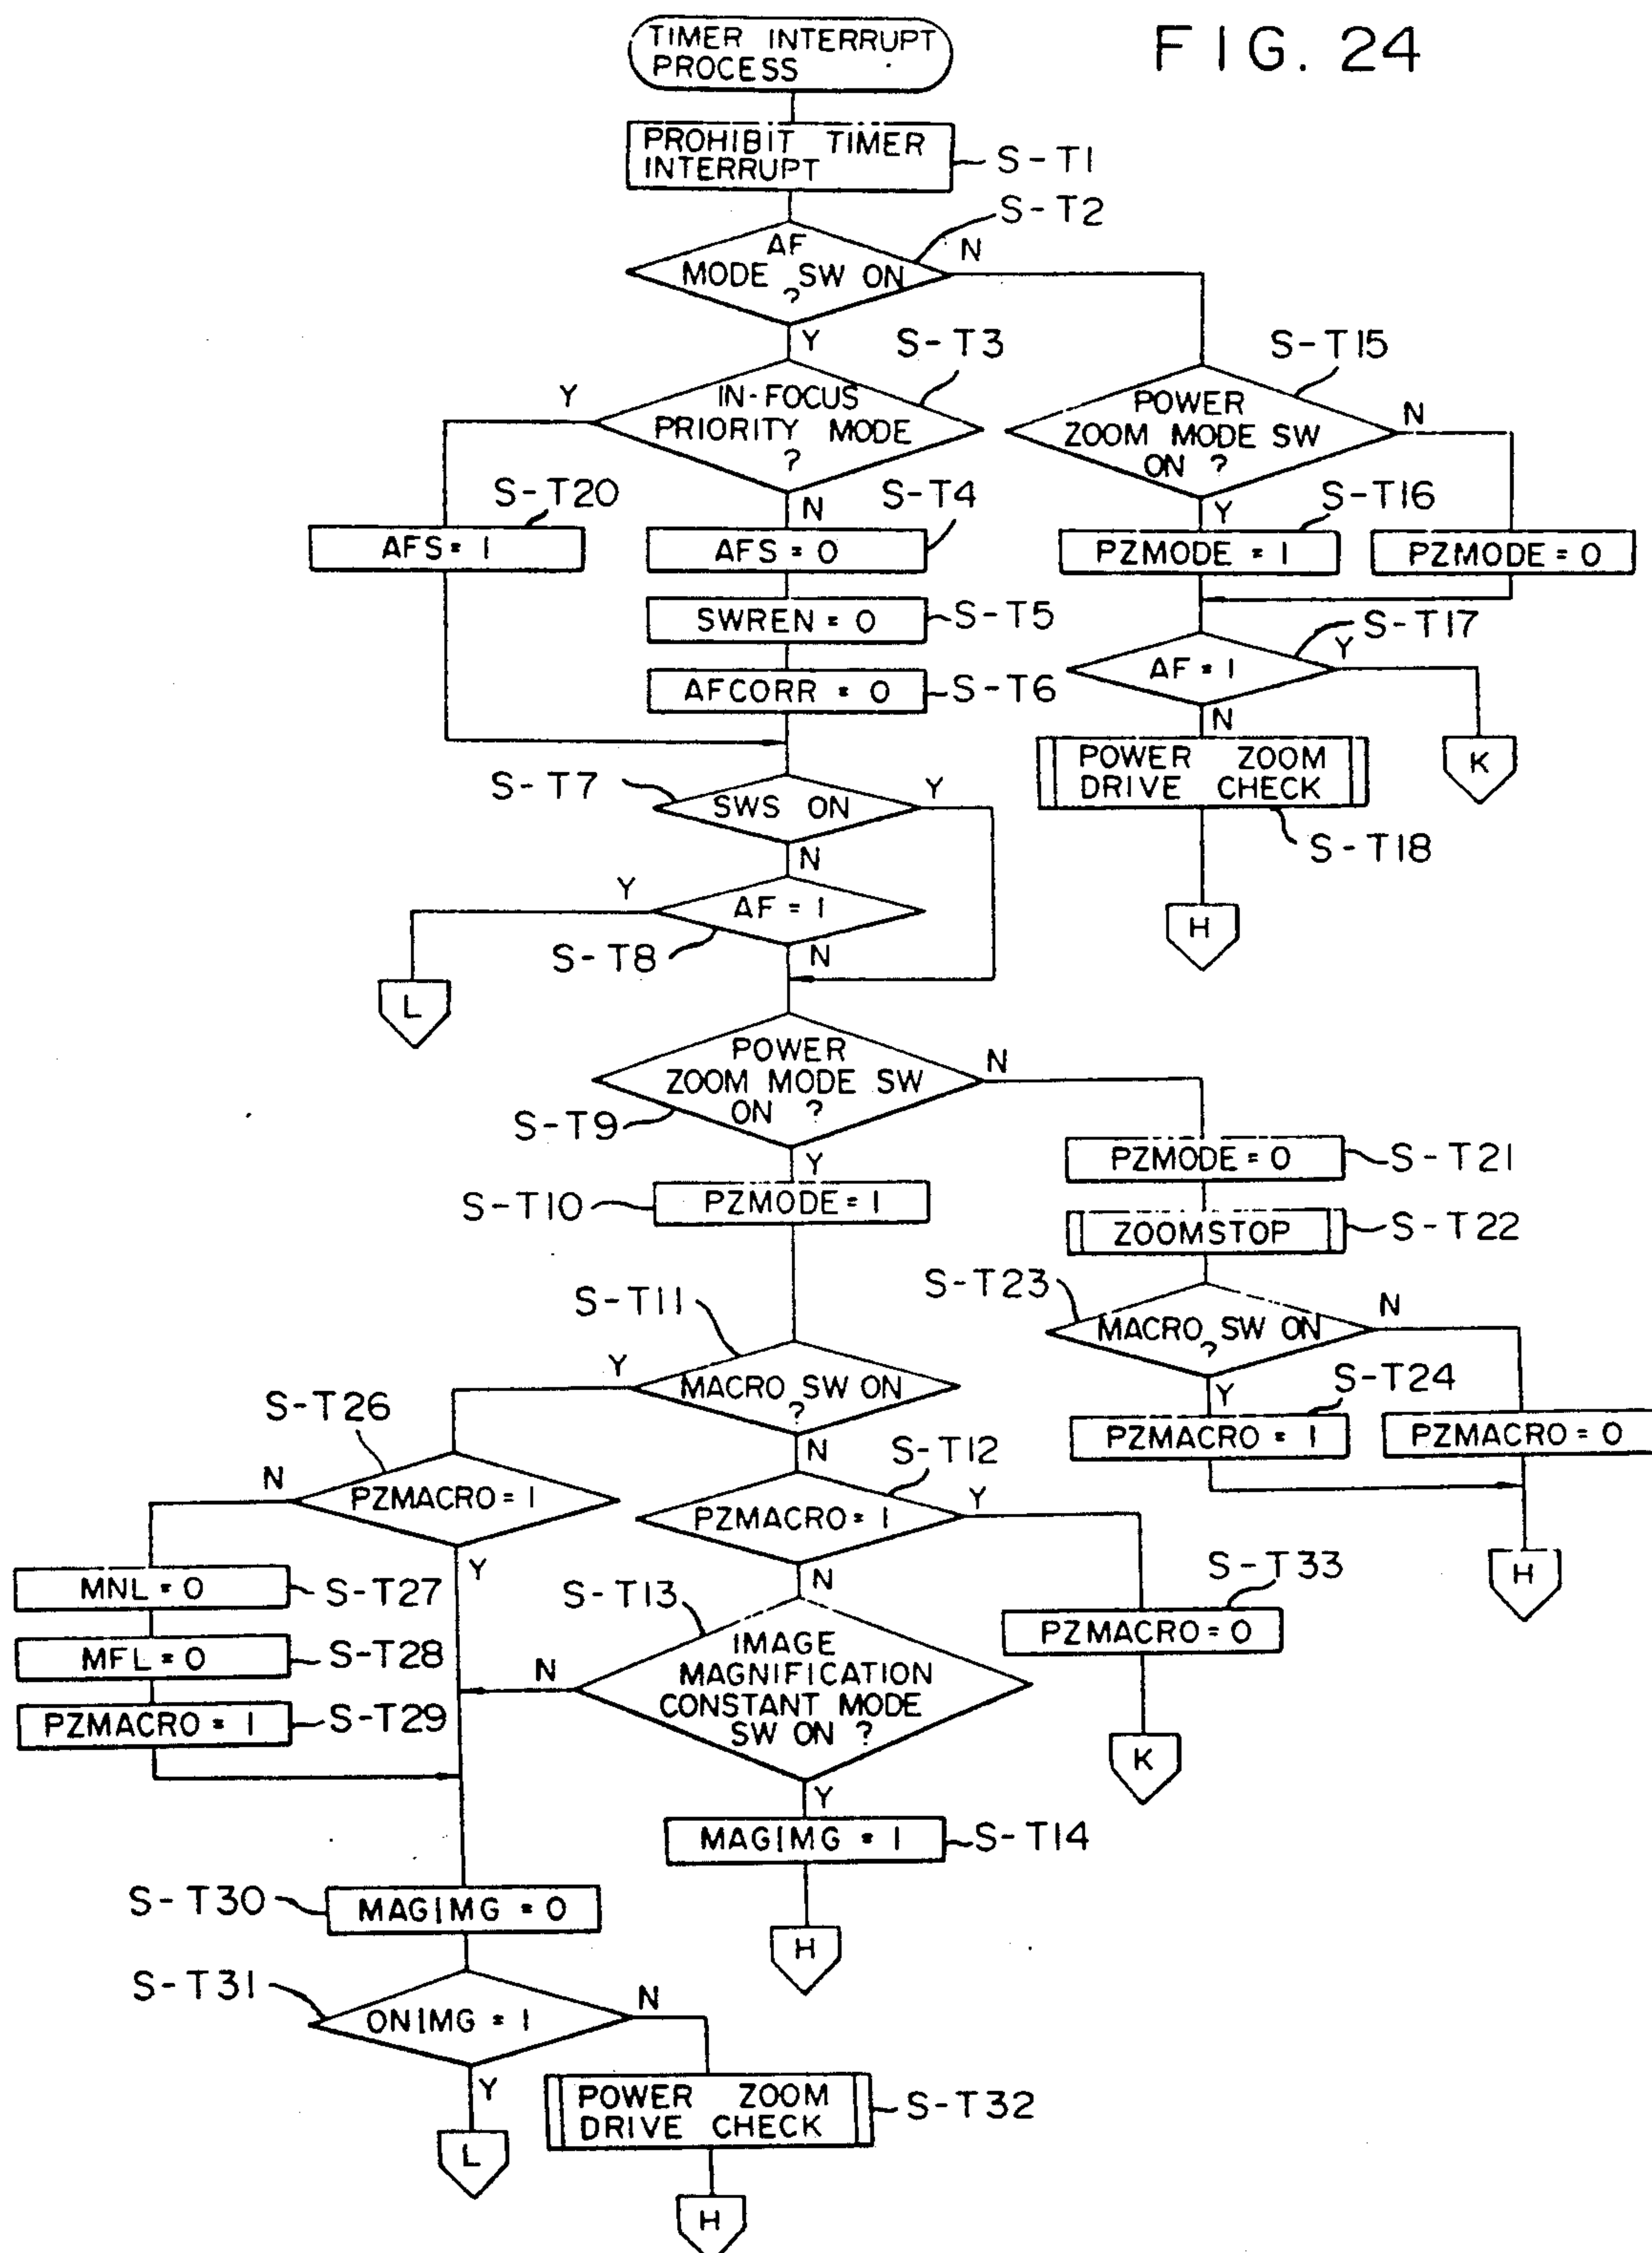 FIG. 24
TIMER INTERRUPT
PROCESS
PROHIBIT TIMER
INTERRUPT
S-T1
S-T2
AF
MODE SW ON
?
N
Y
S-T3
IN-FOCUS
PRIORITY MODE
?
Y
N
S-T15
POWER
ZOOM MODE SW
ON ?
N
Y
S-T20
AFS = 1
S-T4
AFS = 0
S-T16
PZMODE = 1
PZMODE = 0
SWREN = 0
S-T5
S-T17
AF = 1
Y
N
AFCORR = 0
S-T6
POWER ZOOM
DRIVE CHECK
K
S-T7
SWS ON
Y
N
S-T18
AF = 1
Y
N
S-T8
H
L
POWER
ZOOM MODE SW
ON ?
N
Y
S-T9
PZMODE = 0
S-T21
S-T10
PZMODE = 1
ZOOMSTOP
S-T22
S-T23
MACRO SW ON
?
N
Y
S-T11
MACRO SW ON
?
Y
N
S-T24
PZMACRO = 1
PZMACRO = 0
S-T26
PZMACRO = 1
N
Y
S-T12
PZMACRO = 1
Y
N
H
MNL = 0
S-T27
S-T13
S-T33
PZMACRO = 0
MFL = 0
S-T28
IMAGE
MAGNIFICATION
CONSTANT MODE
SW ON ?
N
Y
PZMACRO = 1
S-T29
K
MAGIMG = 1
S-T14
S-T30
MAGIMG = 0
H
S-T31
ONIMG = 1
N
Y
POWER ZOOM
DRIVE CHECK
S-T32
L
H